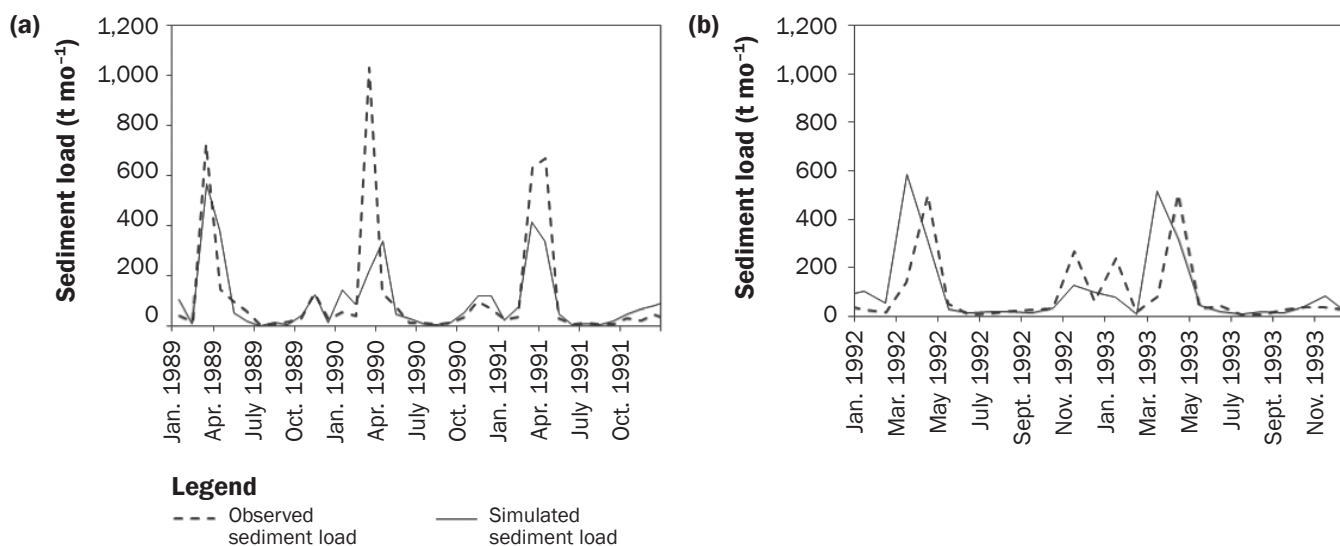 (a)
Sediment load (t mo⁻¹)
1,200
1,000
800
600
400
200
0
Jan. 1989
Apr. 1989
July 1989
Oct. 1989
Jan. 1990
Apr. 1990
July 1990
Oct. 1990
Jan. 1991
Apr. 1991
July 1991
Oct. 1991
(b)
Sediment load (t mo⁻¹)
1,200
1,000
800
600
400
200
0
Jan. 1992
Mar. 1992
May 1992
July 1992
Sept. 1992
Nov. 1992
Jan. 1993
Mar. 1993
May 1993
July 1993
Sept. 1993
Nov. 1993
Legend
Observed
sediment load
Simulated
sediment load